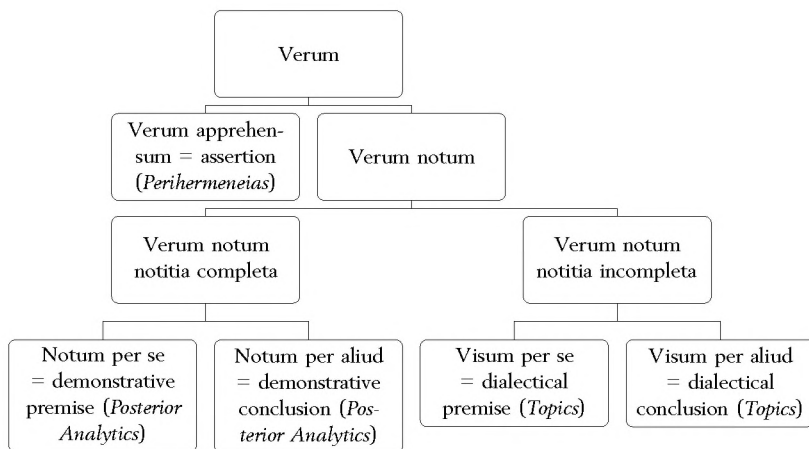 Verum
Verum apprehen-
sum = assertion
(Perihermeneias)
Verum notum
Verum notum
notitia completa
Verum notum
notitia incompleta
Notum per se
= demonstrative
premise (Posterior
Analytics)
Notum per aliud
= demonstrative
conclusion (Pos-
terior Analytics)
Visum per se
= dialectical
premise (Topics)
Visum per aliud
= dialectical
conclusion (Topics)